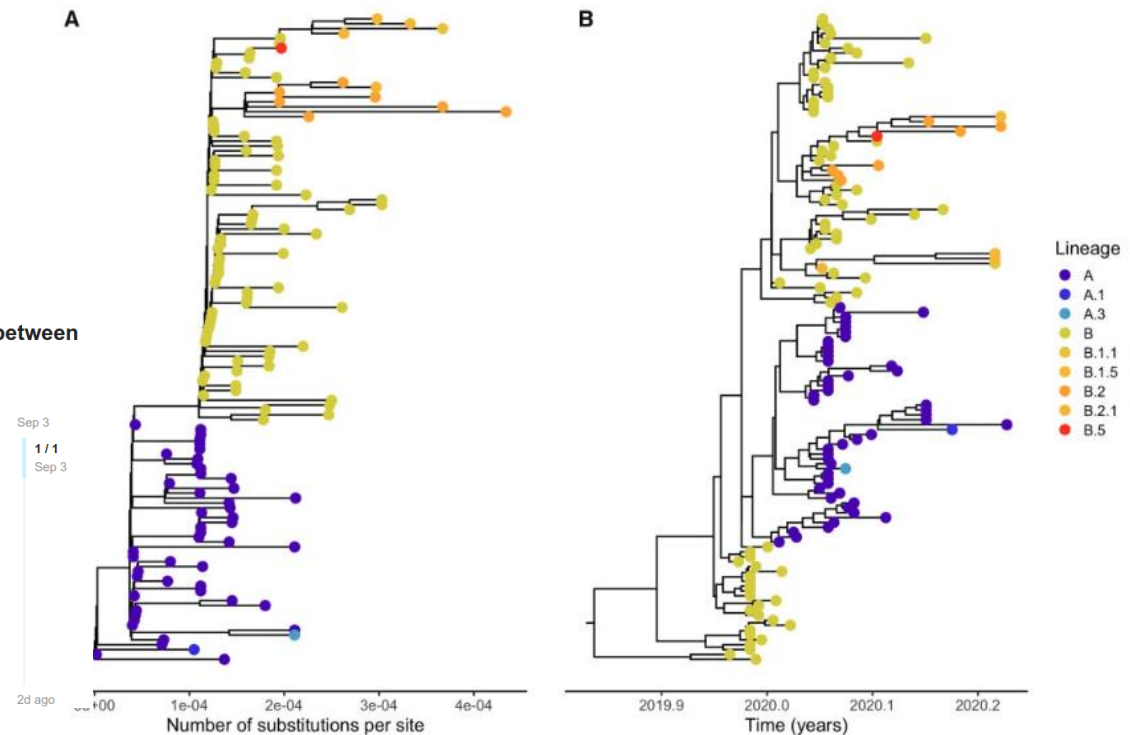 A
B
between
Sep 3
1 / 1
Sep 3
2d ago
Lineage
A
A.1
A.3
B
B.1.1
B.1.5
B.2
B.2.1
B.5
1e-04 2e-04 3e-04 4e-04
Number of substitutions per site
2019.9 2020.0 2020.1 2020.2
Time (years)